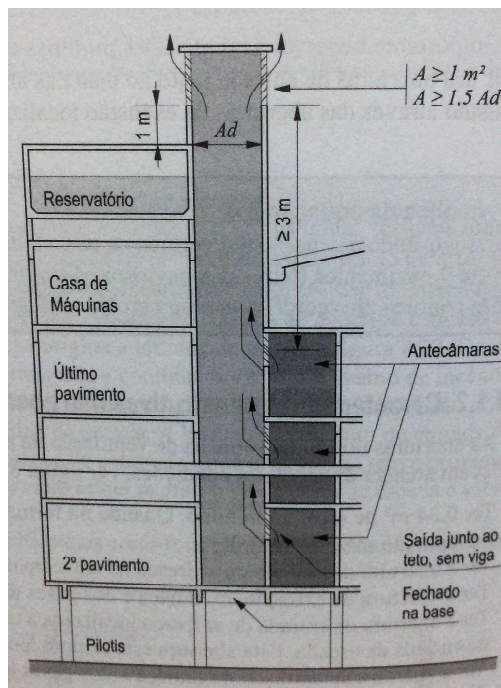 A ≥ 1 m²
A ≥ 1,5 Ad
1 m
Ad
≥ 3 m
Reservatório
Casa de
Máquinas
Último
pavimento
Antecâmaras
2º pavimento
Saída junto ao
teto, sem viga
Fechado
na base
Pilotis